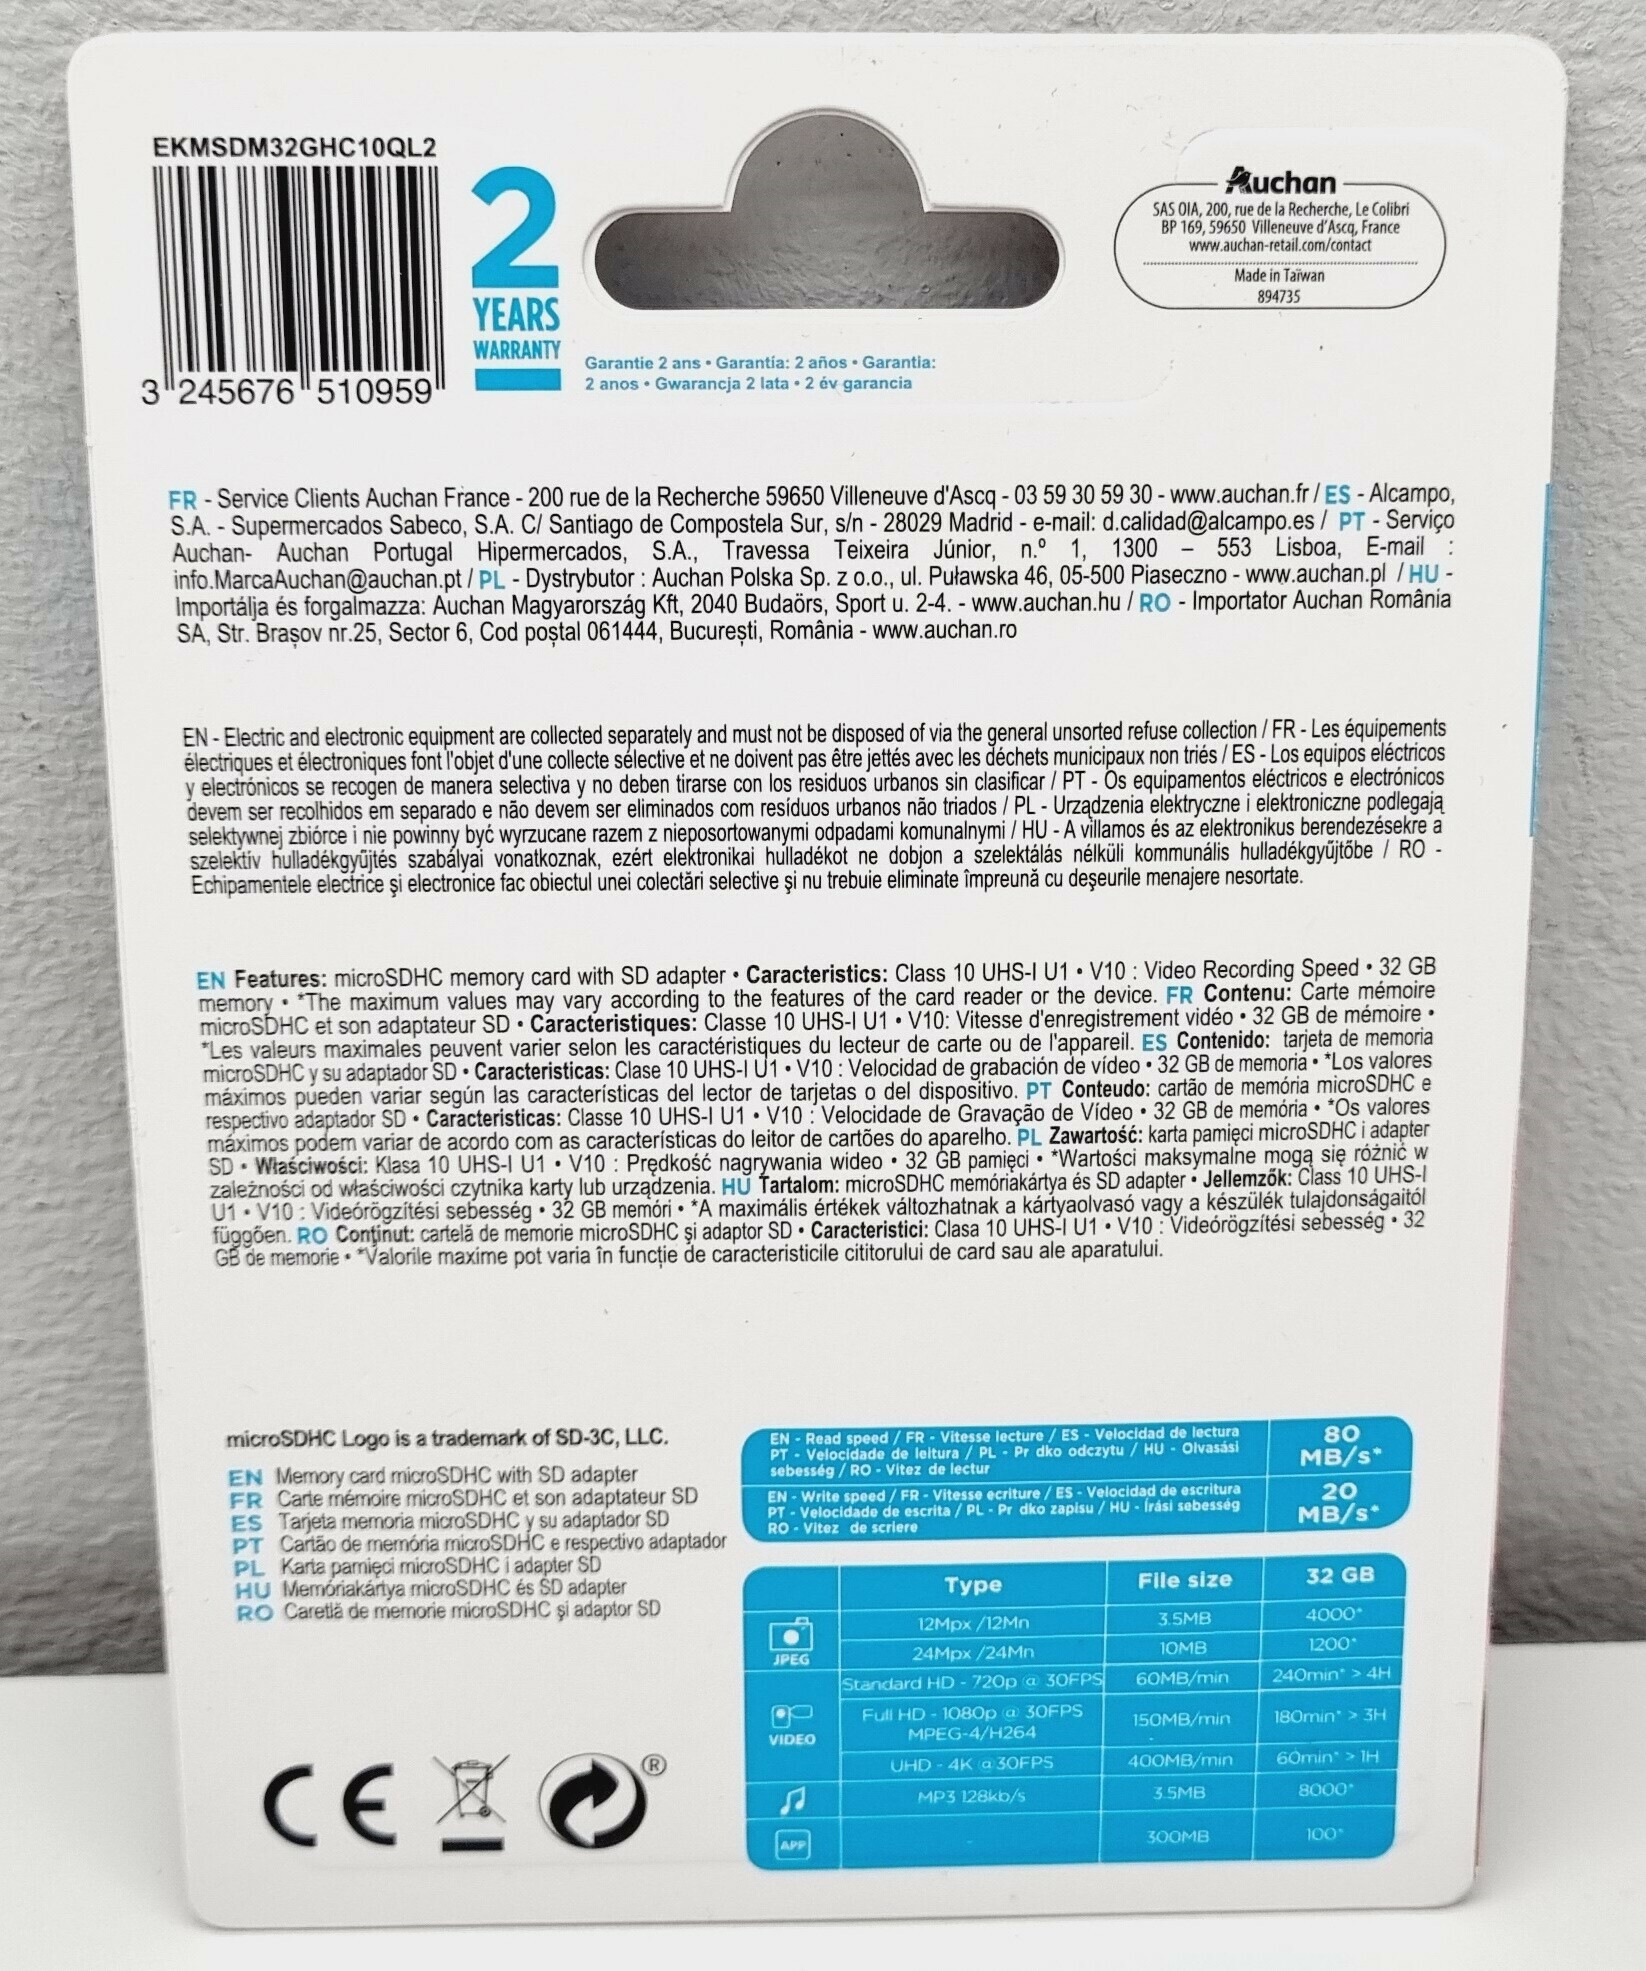 EKMSDM32GHC10QL2
3 245676 510959
2
YEARS
WARRANTY
Garantie 2 ans • Garantía: 2 años • Garantia:
2 anos • Gwarancja 2 lata • 2 év garancia
Auchan
SAS OIA, 200, rue de la Recherche, Le Colibri
BP 169, 59650 Villeneuve d'Ascq, France
www.auchan-retail.com/contact
Made in Taïwan
894735
FR - Service Clients Auchan France - 200 rue de la Recherche 59650 Villeneuve d'Ascq - 03 59 30 59 30 - www.auchan.fr / ES - Alcampo,
S.A. - Supermercados Sabeco, S.A. C/ Santiago de Compostela Sur, s/n - 28029 Madrid - e-mail: d.calidad@alcampo.es / PT - Serviço
Auchan- Auchan Portugal Hipermercados, S.A., Travessa Teixeira Júnior, n.º 1, 1300 – 553 Lisboa, E-mail :
info.MarcaAuchan@auchan.pt / PL - Dystrybutor : Auchan Polska Sp. z o.o., ul. Puławska 46, 05-500 Piaseczno - www.auchan.pl / HU -
Importálja és forgalmazza: Auchan Magyarország Kft, 2040 Budaörs, Sport u. 2-4. - www.auchan.hu / RO - Importator Auchan România
SA, Str. Brașov nr.25, Sector 6, Cod poștal 061444, București, România - www.auchan.ro
EN - Electric and electronic equipment are collected separately and must not be disposed of via the general unsorted refuse collection / FR - Les équipements
électriques et électroniques font l'objet d'une collecte sélective et ne doivent pas être jettés avec les déchets municipaux non triés / ES - Los equipos eléctricos
y electrónicos se recogen de manera selectiva y no deben tirarse con los residuos urbanos sin clasificar / PT - Os equipamentos eléctricos e electrónicos
devem ser recolhidos em separado e não devem ser eliminados com resíduos urbanos não triados / PL - Urządzenia elektryczne i elektroniczne podlegają
selektywnej zbiórce i nie powinny być wyrzucane razem z nieposortowanymi odpadami komunalnymi / HU - A villamos és az elektronikus berendezésekre a
szelektív hulladékgyűjtés szabályai vonatkoznak, ezért elektronikai hulladékot ne dobjon a szelektálás nélküli kommunális hulladékgyűjtőbe / RO -
Echipamentele electrice și electronice fac obiectul unei colectări selective și nu trebuie eliminate împreună cu deșeurile menajere nesortate.
EN Features: microSDHC memory card with SD adapter • Caracteristics: Class 10 UHS-I U1 • V10 : Video Recording Speed • 32 GB
memory • *The maximum values may vary according to the features of the card reader or the device. FR Contenu: Carte mémoire
microSDHC et son adaptateur SD • Caracteristiques: Classe 10 UHS-I U1 • V10: Vitesse d'enregistrement vidéo • 32 GB de mémoire •
*Les valeurs maximales peuvent varier selon les caractéristiques du lecteur de carte ou de l'appareil. ES Contenido: tarjeta de memoria
microSDHC y su adaptador SD • Caracteristicas: Clase 10 UHS-I U1 • V10 : Velocidad de grabación de vídeo • 32 GB de memoria • *Los valores
máximos pueden variar según las características del lector de tarjetas o del dispositivo. PT Conteudo: cartão de memória microSDHC e
respectivo adaptador SD • Caracteristicas: Classe 10 UHS-I U1 • V10 : Velocidade de Gravação de Vídeo • 32 GB de memória • *Os valores
máximos podem variar de acordo com as características do leitor de cartões do aparelho. PL Zawartość: karta pamięci microSDHC i adapter
SD • Właściwości: Klasa 10 UHS-I U1 • V10 : Prędkość nagrywania wideo • 32 GB pamięci • *Wartości maksymalne mogą się różnić w
zależności od właściwości czytnika karty lub urządzenia. HU Tartalom: microSDHC memóriakártya és SD adapter • Jellemzők: Class 10 UHS-I
U1 • V10 : Videórögzítési sebesség • 32 GB memóri • *A maximális értékek változhatnak a kártyaolvasó vagy a készülék tulajdonságaitól
függően. RO Conținut: cartelă de memorie microSDHC și adaptor SD • Caracteristici: Clasa 10 UHS-I U1 • V10 : Videórögzítési sebesség • 32
GB de memorie • *Valorile maxime pot varia în funcție de caracteristicile cititorului de card sau ale aparatului.
microSDHC Logo is a trademark of SD-3C, LLC.
EN Memory card microSDHC with SD adapter
FR Carte mémoire microSDHC et son adaptateur SD
ES Tarjeta memoria microSDHC y su adaptador SD
PT Cartão de memória microSDHC e respectivo adaptador
PL Karta pamięci microSDHC i adapter SD
HU Memóriakártya microSDHC és SD adapter
RO Caretlă de memorie microSDHC și adaptor SD
CE
®
EN - Read speed / FR - Vitesse lecture / ES - Velocidad de lectura
PT - Velocidade de leitura / PL - Pr dko odczytu / HU - Olvasási
sebesség / RO - Vitez de lectur
80
MB/s*
EN - Write speed / FR - Vitesse ecriture / ES - Velocidad de escritura
PT - Velocidade de escrita / PL - Pr dko zapisu / HU - Írási sebesség
RO - Vitez de scriere
20
MB/s*
Type File size 32 GB
JPEG
12Mpx /12Mn 3.5MB 4000*
24Mpx /24Mn 10MB 1200*
VIDEO
Standard HD - 720p @ 30FPS 60MB/min 240min* > 4H
Full HD - 1080p @ 30FPS
MPEG-4/H264 150MB/min 180min* > 3H
UHD - 4K @30FPS 400MB/min 60min* > 1H
MP3 128kb/s 3.5MB 8000*
APP - 300MB 100*